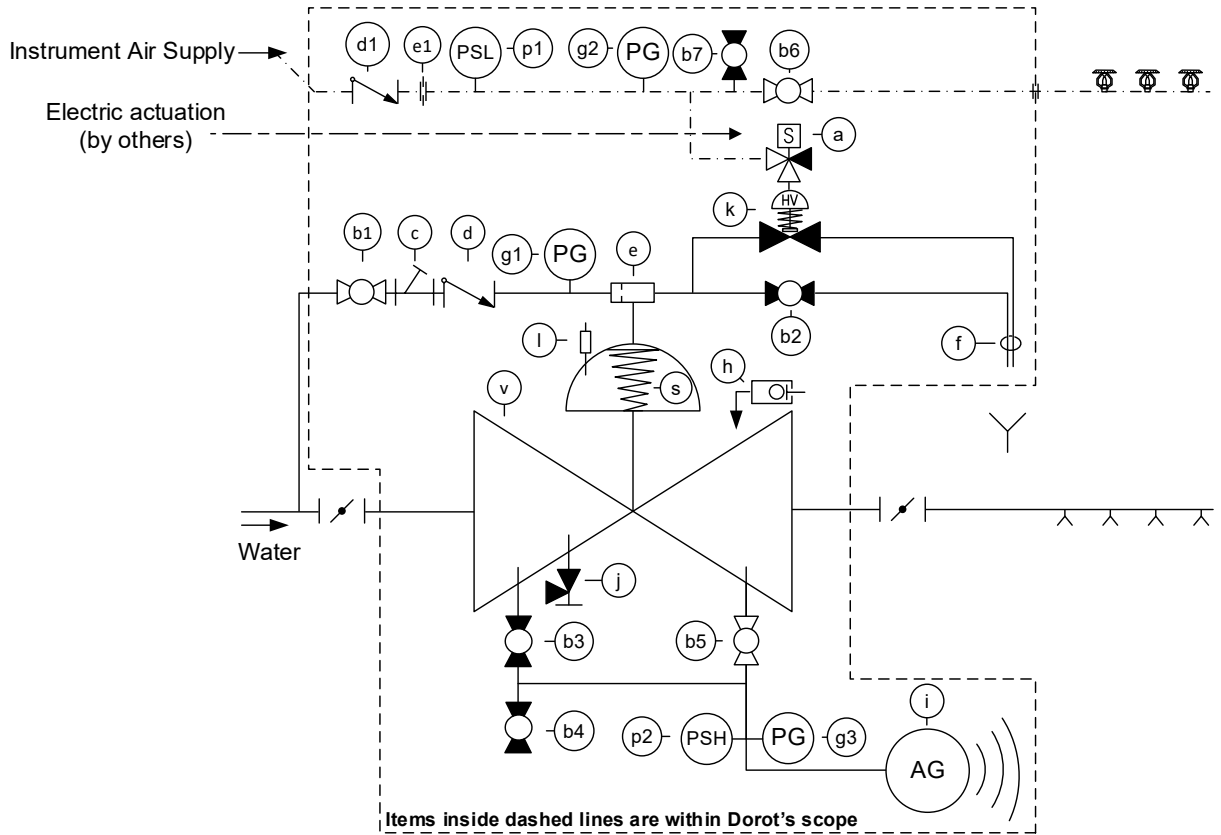 d1
e1
PSL
p1
g2
PG
b7
b6
Instrument Air Supply
Electric actuation
(by others)
S
a
HV
k
b1
c
d
g1
PG
e
b2
f
l
s
h
v
Water
j
b3
b5
b4
p2
PSH
PG
g3
i
AG
Items inside dashed lines are within Dorot's scope